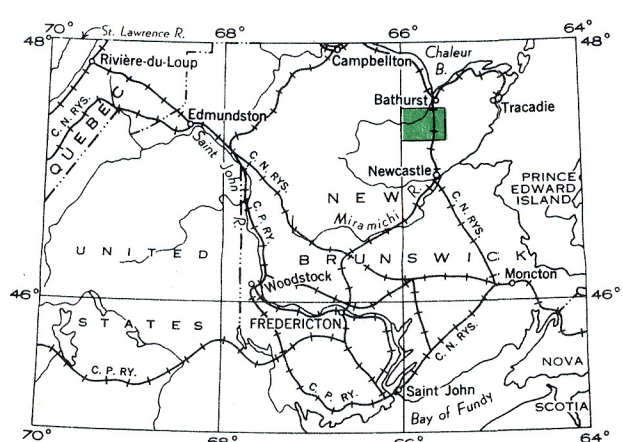 70°
St. Lawrence R.
68°
66°
64°
48°
48°
Rivière-du-Loup
Campbellton
Chaleur
B.
Bathurst
Tracadie
C. N. RYS.
QUEBEC
Edmundston
Saint John
R.
C. N. RYS.
Newcastle
PRINCE
EDWARD
ISLAND
NEW
Miramichi R.
C. N. RYS.
C. P. RY.
UNITED
BRUNSWICK
Woodstock
Moncton
46°
46°
STATES
FREDERICTON
C. N. RYS.
NOVA
C. P. RY.
C. P. RY.
Saint John
Bay of Fundy
SCOTIA
70°
68°
66°
64°